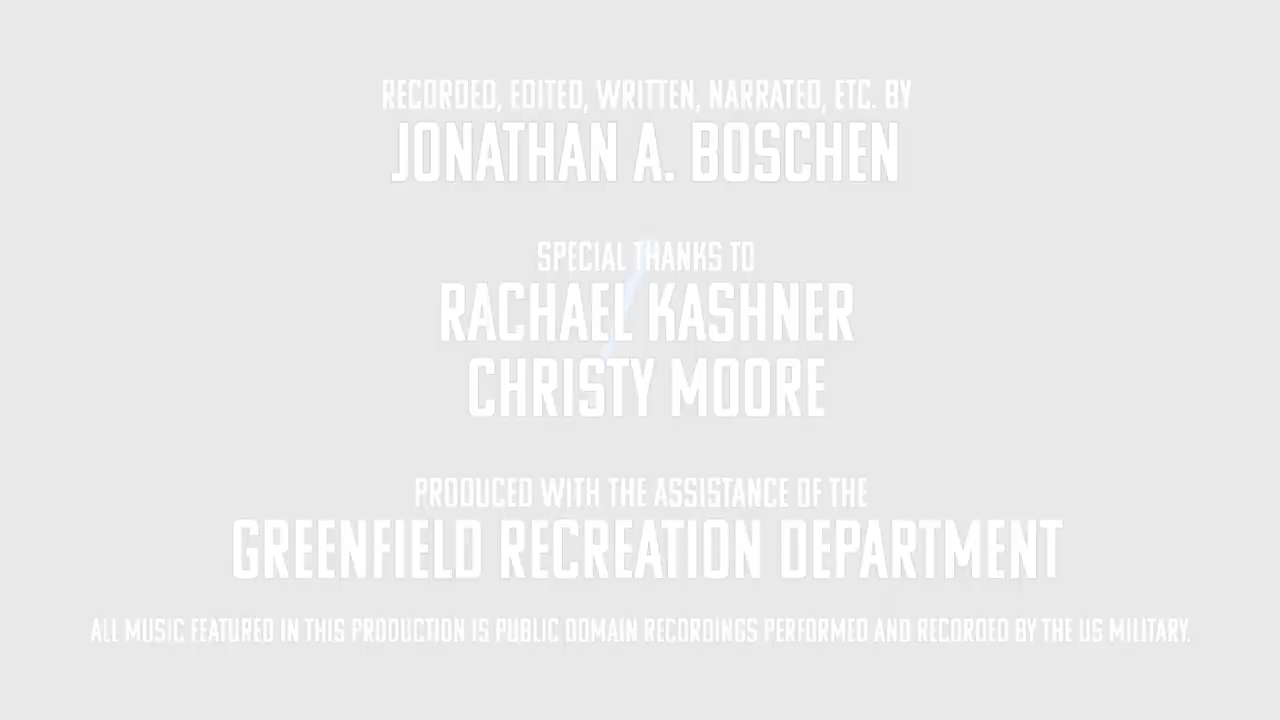 RECORDED, EDITED, WRITTEN, NARRATED, ETC. BY
JONATHAN A. BOSCHEN
SPECIAL THANKS TO
RACHAEL KASHNER
CHRISTY MOORE
PRODUCED WITH THE ASSISTANCE OF THE
GREENFIELD RECREATION DEPARTMENT
ALL MUSIC FEATURED IN THIS PRODUCTION IS PUBLIC DOMAIN RECORDINGS PERFORMED AND RECORDED BY THE US MILITARY.